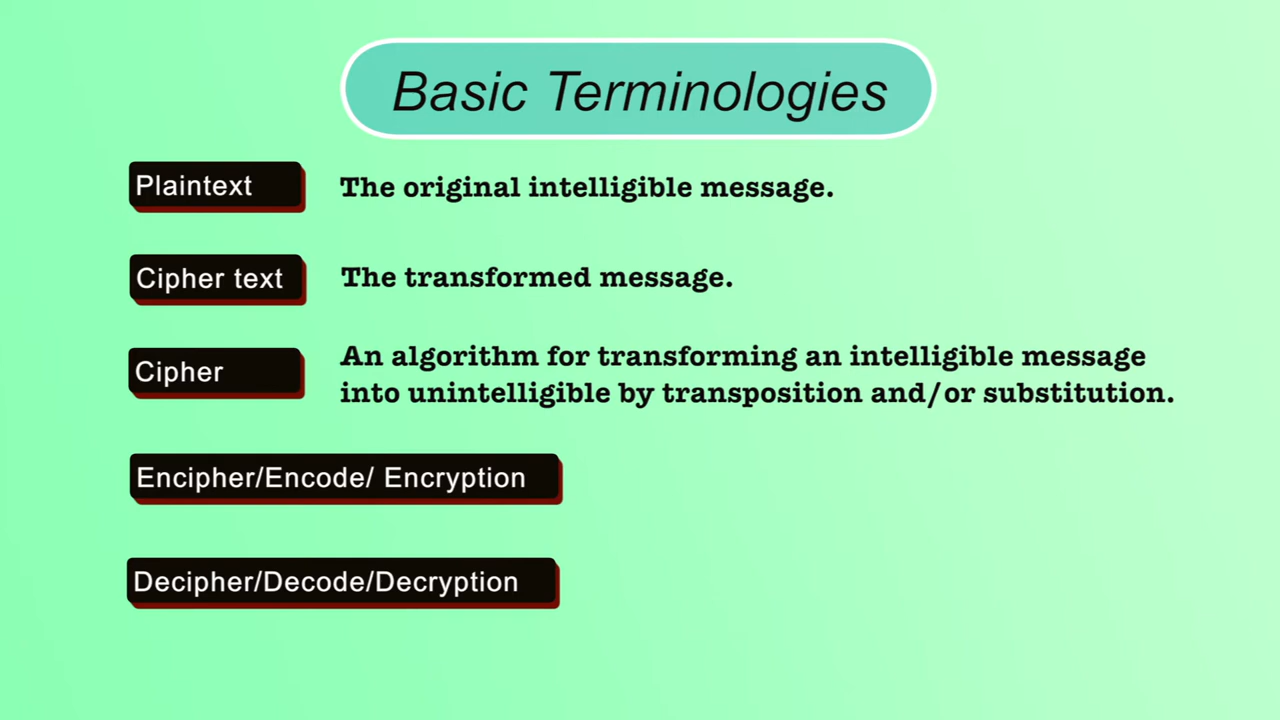 Basic Terminologies
Plaintext
The original intelligible message.
Cipher text
The transformed message.
Cipher
An algorithm for transforming an intelligible message
into unintelligible by transposition and/or substitution.
Encipher/Encode/ Encryption
Decipher/Decode/Decryption